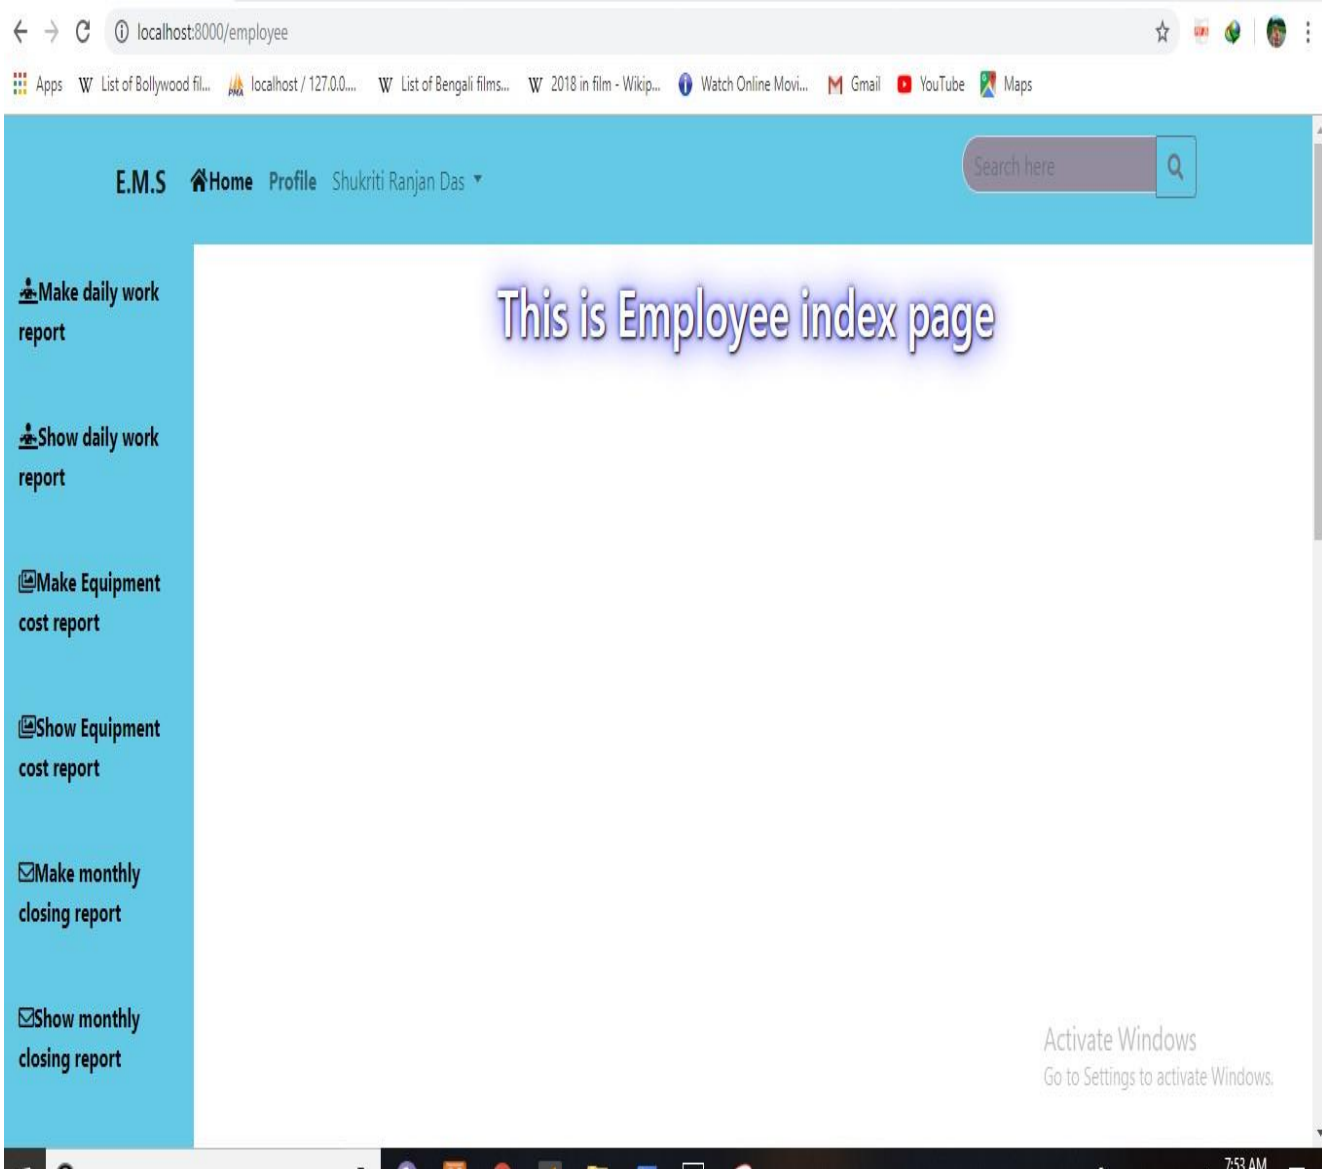 localhost:8000/employee
Apps W List of Bollywood fil... PMA localhost / 127.0.0.... W List of Bengali films... W 2018 in film - Wikip... Watch Online Movi... M Gmail YouTube Maps
E.M.S Home Profile Shukriti Ranjan Das Search here
This is Employee index page
Make daily work
report
Show daily work
report
Make Equipment
cost report
Show Equipment
cost report
Make monthly
closing report
Show monthly
closing report
Activate Windows
Go to Settings to activate Windows.
7:53 AM